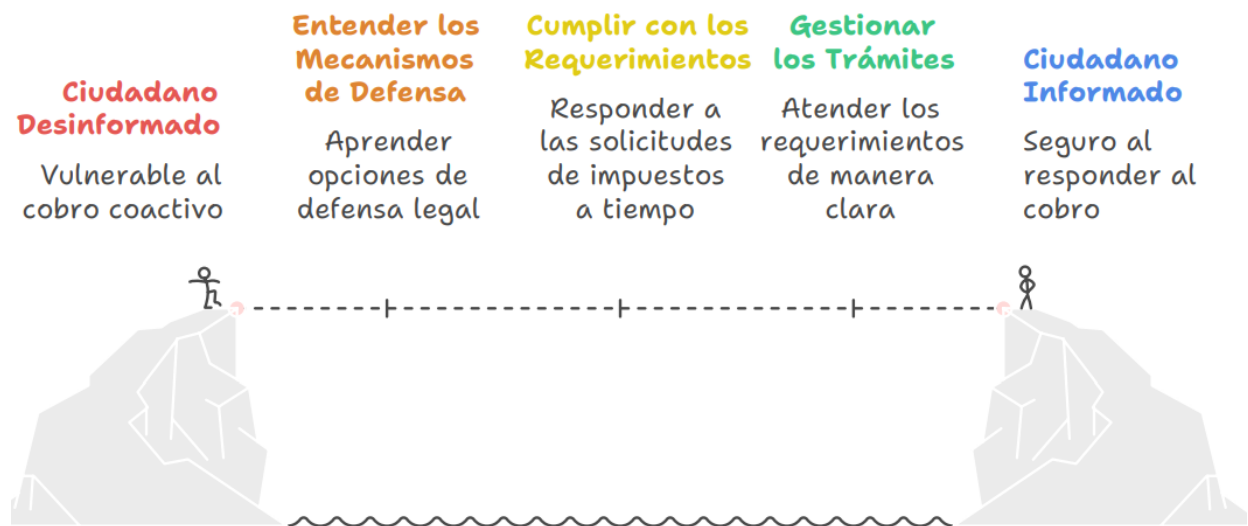 Ciudadano
Desinformado
Vulnerable al
cobro coactivo
Entender los
Mecanismos
de Defensa
Aprender
opciones de
defensa legal
Cumplir con los
Requerimientos
Responder a
las solicitudes
de impuestos
a tiempo
Gestionar
los Trámites
Atender los
requerimientos
de manera
clara
Ciudadano
Informado
Seguro al
responder al
cobro